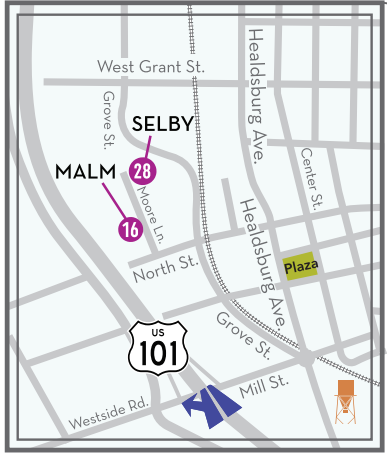 West Grant St.
Healdsburg Ave.
Grove St.
SELBY
28
MALM
16
Moore Ln.
Center St.
North St.
Healdsburg Ave.
Plaza
US
101
Grove St.
Mill St.
Westside Rd.